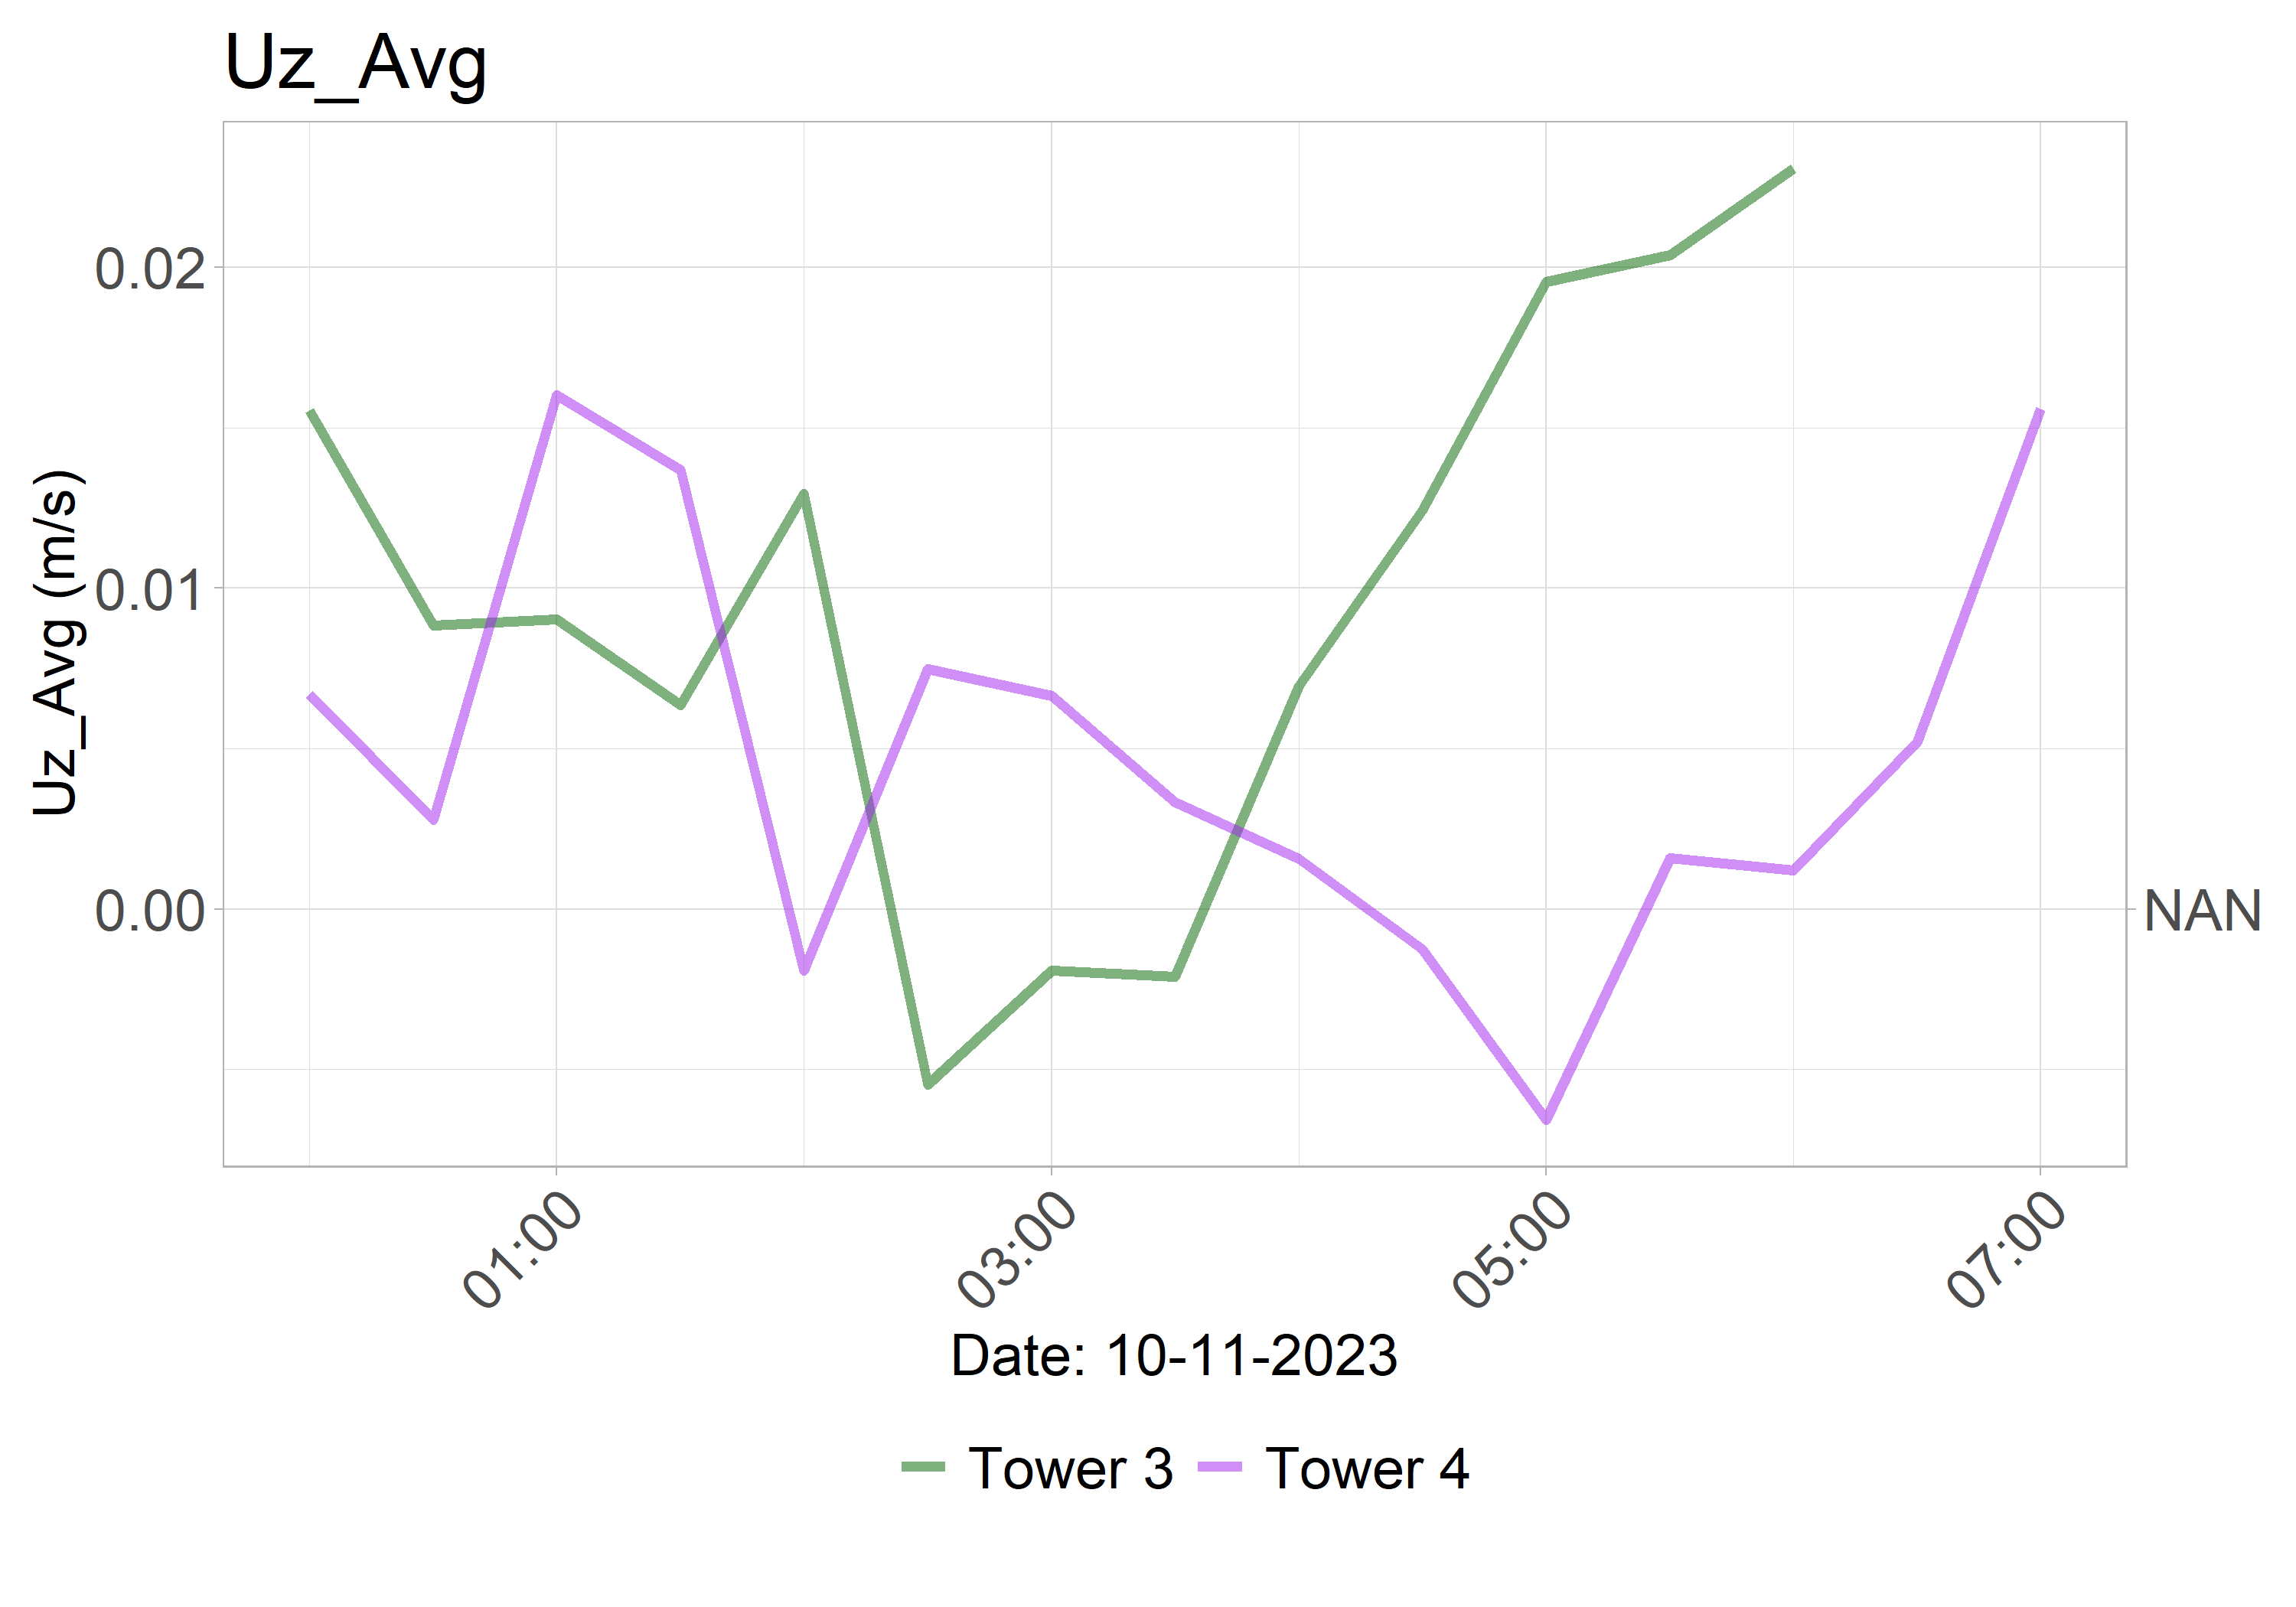 Uz_Avg
Uz_Avg (m/s)
0.02
0.01
0.00
NAN
01:00
03:00
05:00
07:00
Date: 10-11-2023
Tower 3
Tower 4